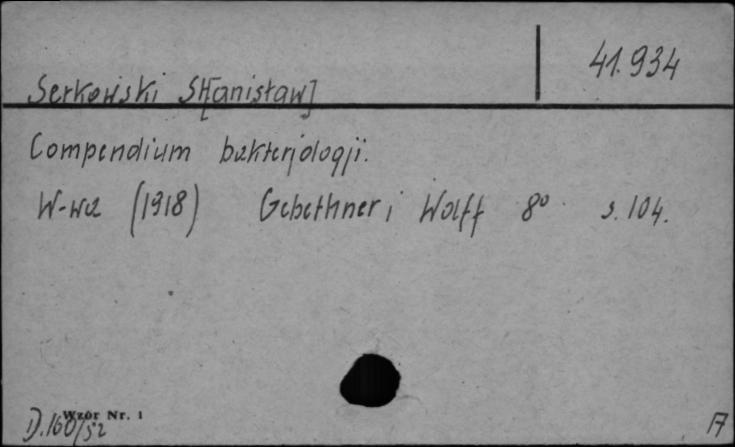 41.934
Serkowski St[anisław]
Compendium bakterjologji.
W-wa (1918) Gebethner i Wolff 8° s. 104.
Wzór Nr. 1
D.160/52
A